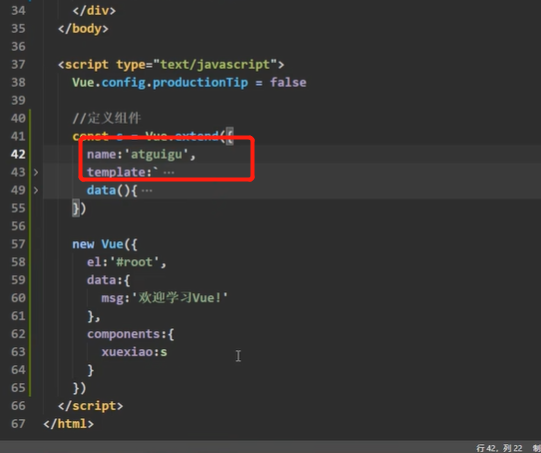 34 </div>
35 </body>
36
37 <script type="text/javascript">
38 Vue.config.productionTip = false
39
40 //定义组件
41 const s = Vue.extend({
42 name:'atguigu',
43 template:` ⋯
49 data(){ ⋯
55 })
56
57 new Vue({
58 el:'#root',
59 data:{
60 msg:'欢迎学习Vue!'
61 },
62 components:{
63 xuexiao:s
64 }
65 })
66 </script>
67 </html>
行 42, 列 22 制